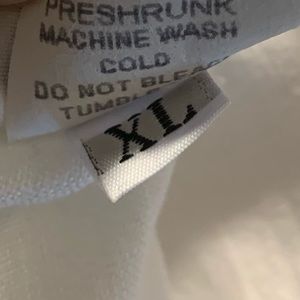 PRESHRUNK
MACHINE WASH
COLD
DO NOT
XL